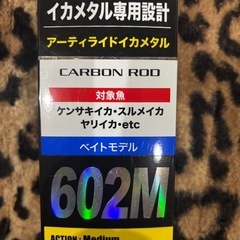 イカメタル専用設計
アーティライドイカメタル
CARBON ROD
対象魚
ケンサキイカ・スルメイカ
ヤリイカ・etc
ベイトモデル
602M
ACTION : Medium